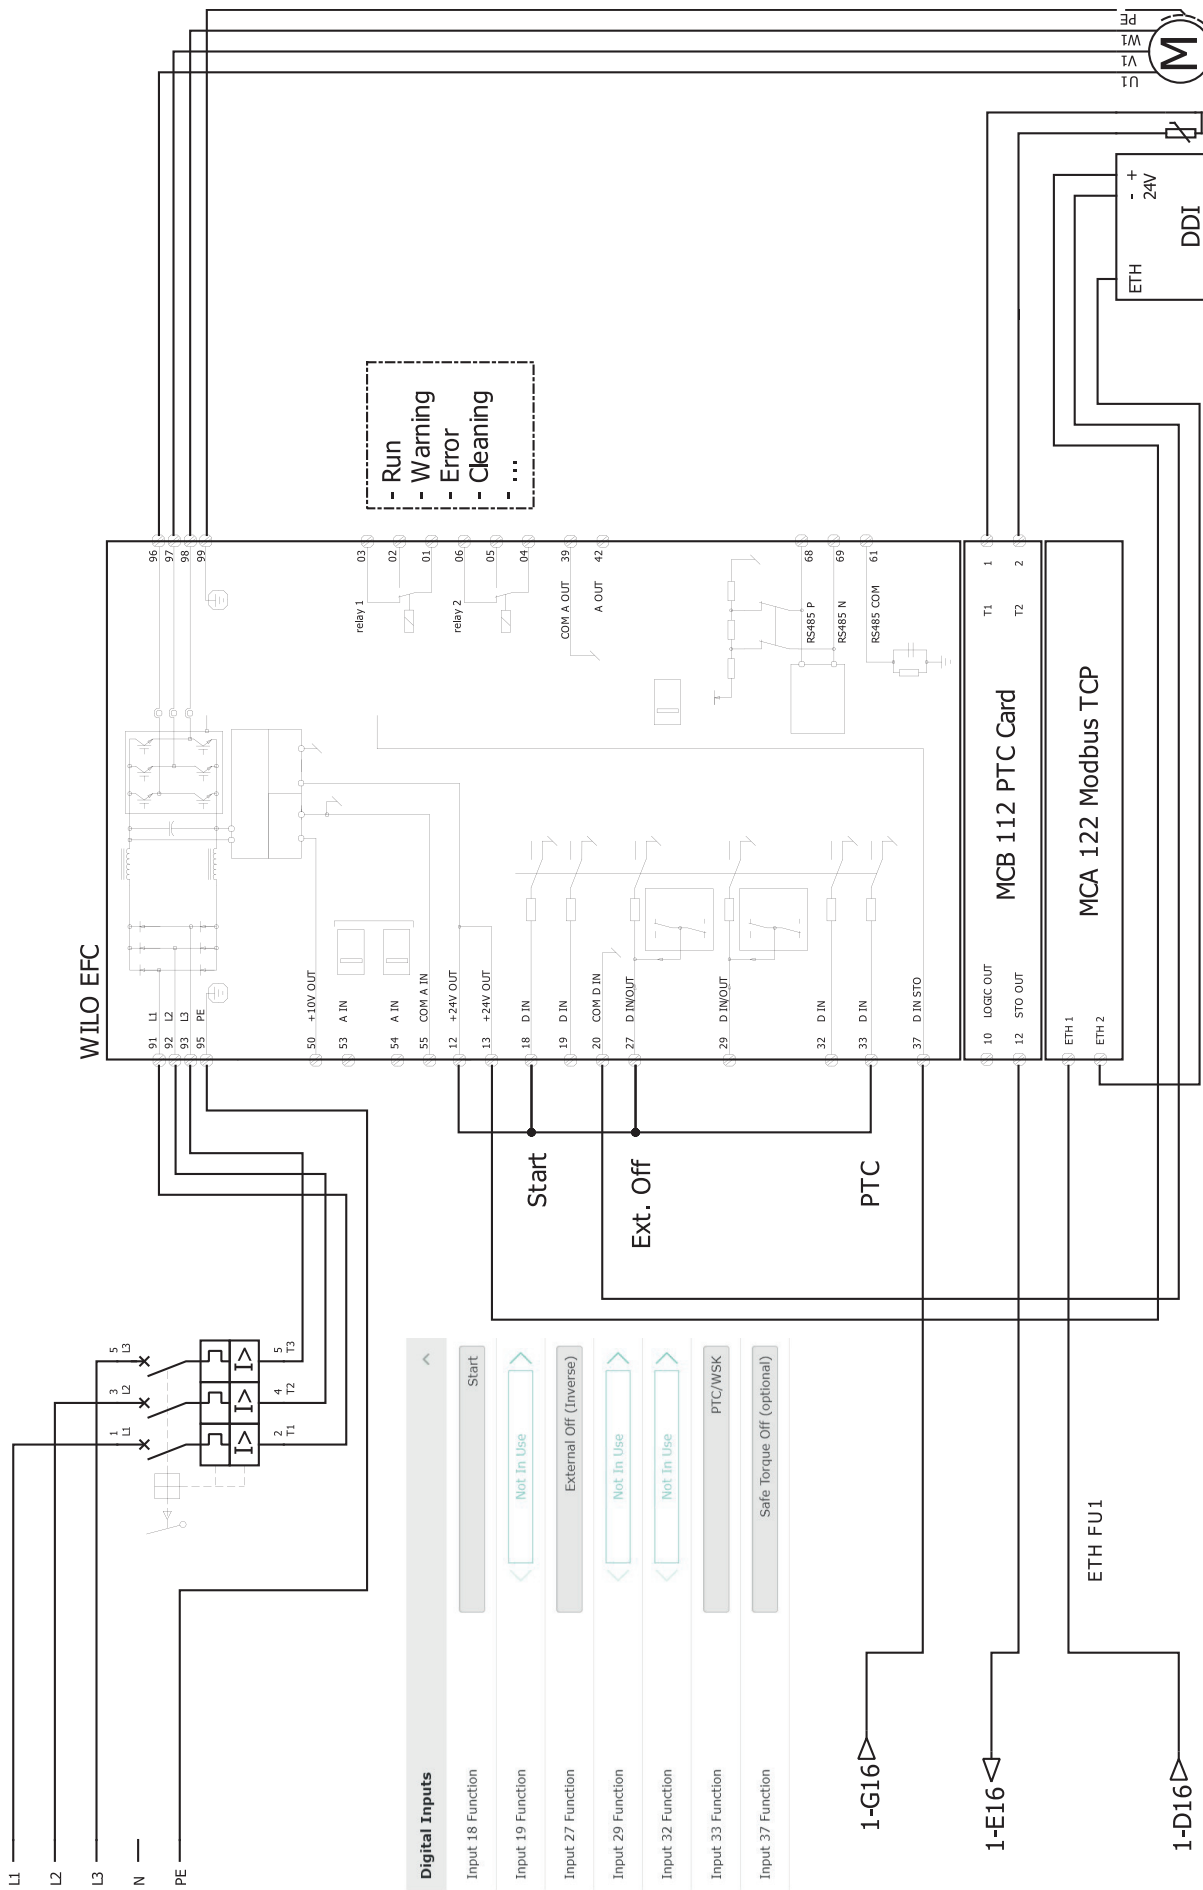 L1
L2
L3
N
PE
1 L1
3 L2
5 L3
I>
I>
I>
2 T1
4 T2
6 T3
WILO EFC
91 L1
92 L2
93 L3
95 PE
50 +10V OUT
53 A IN
54 A IN
55 COM A IN
12 +24V OUT
13 +24V OUT
18 D IN
19 D IN
20 COM D IN
27 D IN/OUT
29 D IN/OUT
32 D IN
33 D IN
37 D IN STO
96
97
98
99
relay 1
03
02
01
relay 2
06
05
04
COM A OUT 39
A OUT 42
RS485 P 68
RS485 N 69
RS485 COM 61
- Run
- Warning
- Error
- Cleaning
- ...
Start
Ext. Off
PTC
10 LOGIC OUT
12 STO OUT
MCB 112 PTC Card
T1 1
T2 2
ETH 1
ETH 2
MCA 122 Modbus TCP
U1
V1
W1
PE
M
ETH
- +
24V
DDI
Digital Inputs
Input 18 Function Start
Input 19 Function Not In Use
Input 27 Function External Off (Inverse)
Input 29 Function Not In Use
Input 32 Function Not In Use
Input 33 Function PTC/WSK
Input 37 Function Safe Torque Off (optional)
1-G16
1-E16
1-D16
ETH FU1